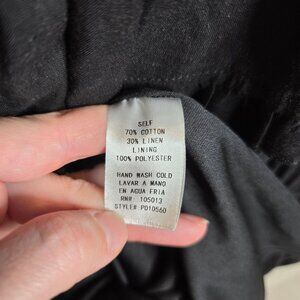 SELF
70% COTTON
30% LINEN
LINING
100% POLYESTER
HAND WASH COLD
LAVAR A MANO
EN AGUA FRIA
RN#: 105013
STYLE# PD10560